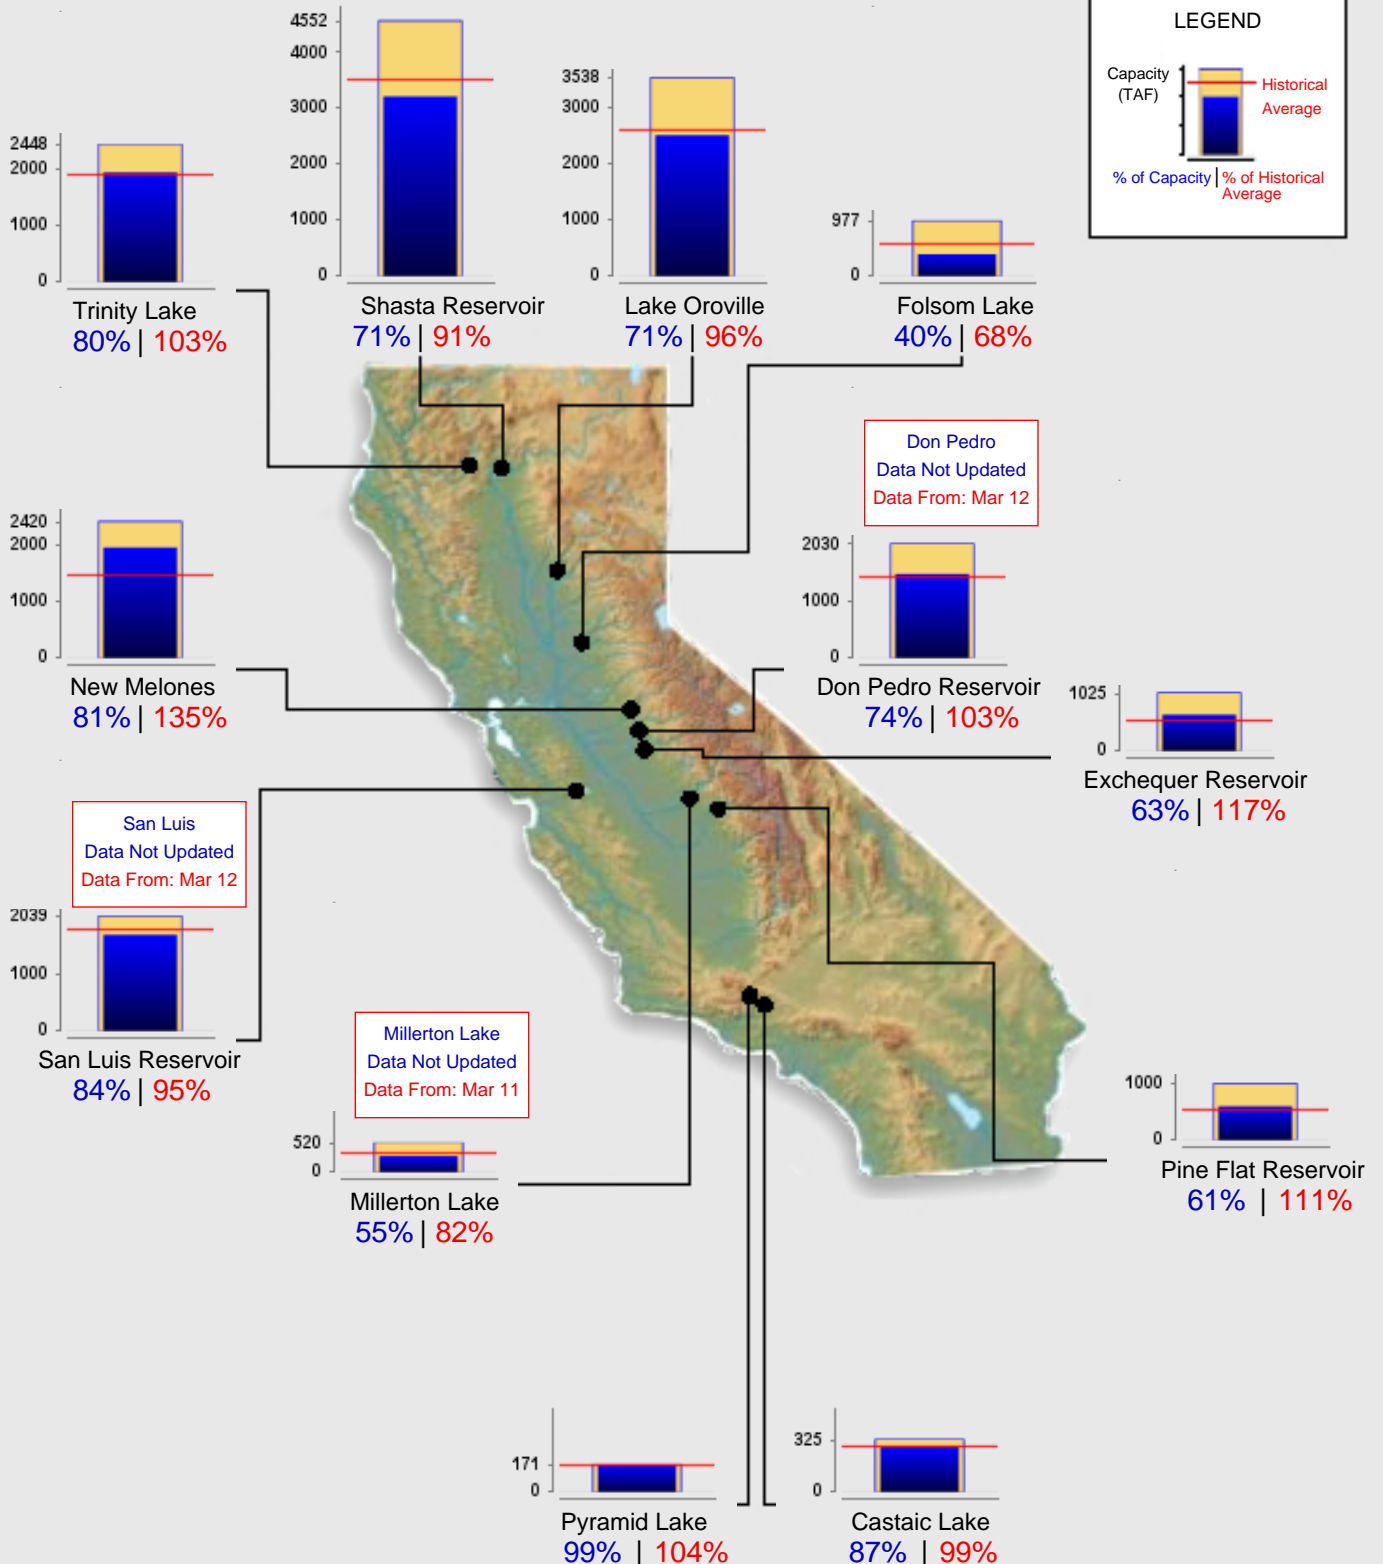 LEGEND
Capacity
(TAF)
Historical
Average
% of Capacity | % of Historical
Average
4552
4000
3000
2000
1000
0
Shasta Reservoir
71% | 91%
3538
3000
2000
1000
0
Lake Oroville
71% | 96%
2448
2000
1000
0
Trinity Lake
80% | 103%
977
0
Folsom Lake
40% | 68%
2420
2000
1000
0
New Melones
81% | 135%
Don Pedro
Data Not Updated
Data From: Mar 12
2030
1000
0
Don Pedro Reservoir
74% | 103%
1025
0
Exchequer Reservoir
63% | 117%
San Luis
Data Not Updated
Data From: Mar 12
2039
1000
0
San Luis Reservoir
84% | 95%
Millerton Lake
Data Not Updated
Data From: Mar 11
520
0
Millerton Lake
55% | 82%
1000
0
Pine Flat Reservoir
61% | 111%
171
0
Pyramid Lake
99% | 104%
325
0
Castaic Lake
87% | 99%